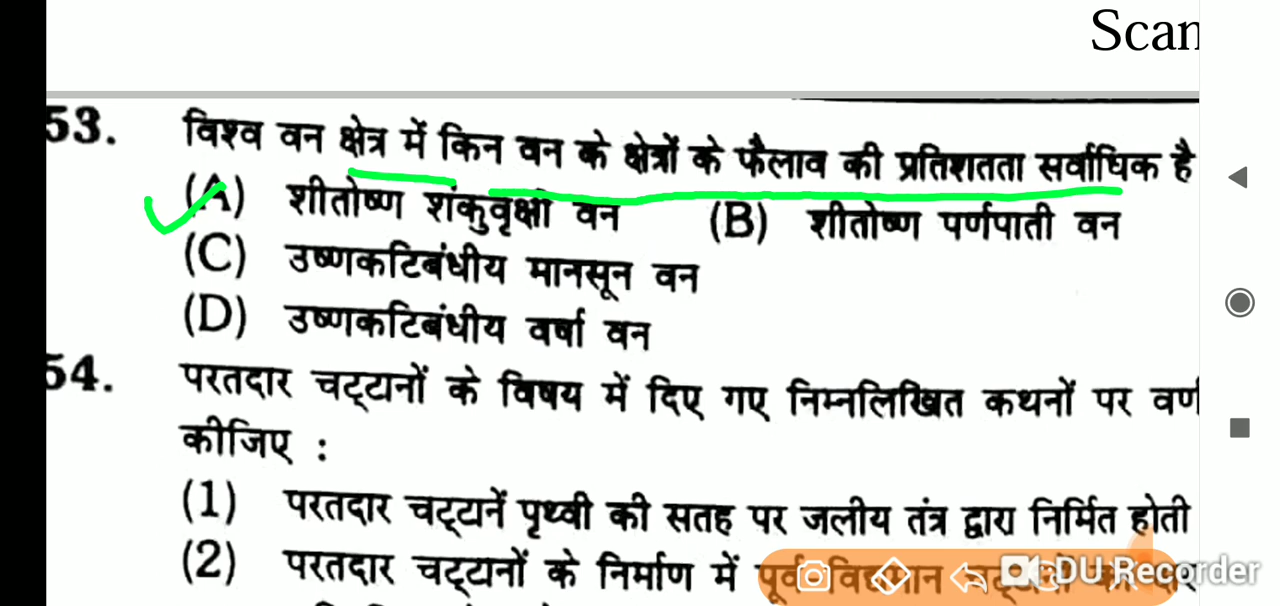 Scan
53. विश्व वन क्षेत्र में किन वन के क्षेत्रों के फैलाव की प्रतिशतता सर्वाधिक है
(A) शीतोष्ण शंकुवृक्षी वन (B) शीतोष्ण पर्णपाती वन
(C) उष्णकटिबंधीय मानसून वन
(D) उष्णकटिबंधीय वर्षा वन
54. परतदार चट्टानों के विषय में दिए गए निम्नलिखित कथनों पर
कीजिए :
(1) परतदार चट्टानें पृथ्वी की सतह पर जलीय तंत्र द्वारा निर्मित होती
(2) परतदार चट्टानों के निर्माण में पूर्व
DU Recorder